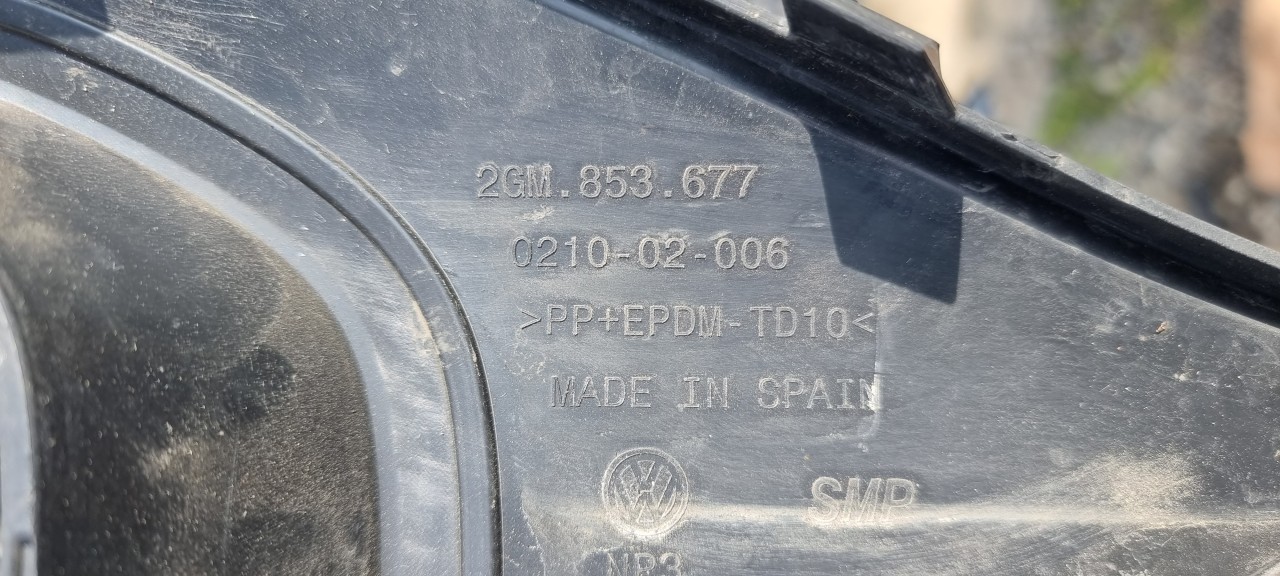 2GM.853.677
0210-02-006
>PP+EPDM-TD10<
MADE IN SPAIN
SMP